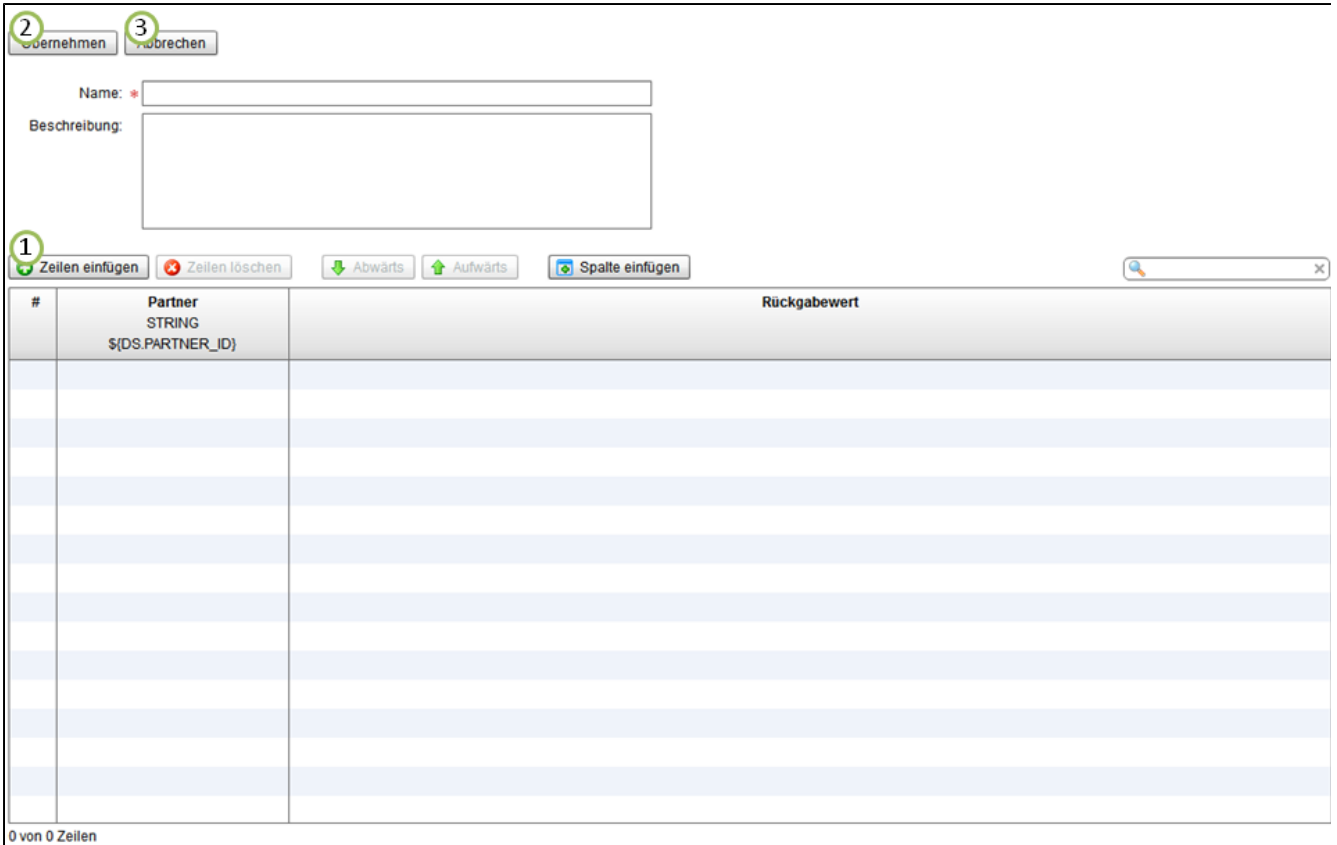 2 3
Übernehmen Abbrechen
Name: *
Beschreibung:
1
Zeilen einfügen Zeilen löschen Abwärts Aufwärts Spalte einfügen
# Partner Rückgabewert
STRING
${DS.PARTNER_ID}
0 von 0 Zeilen